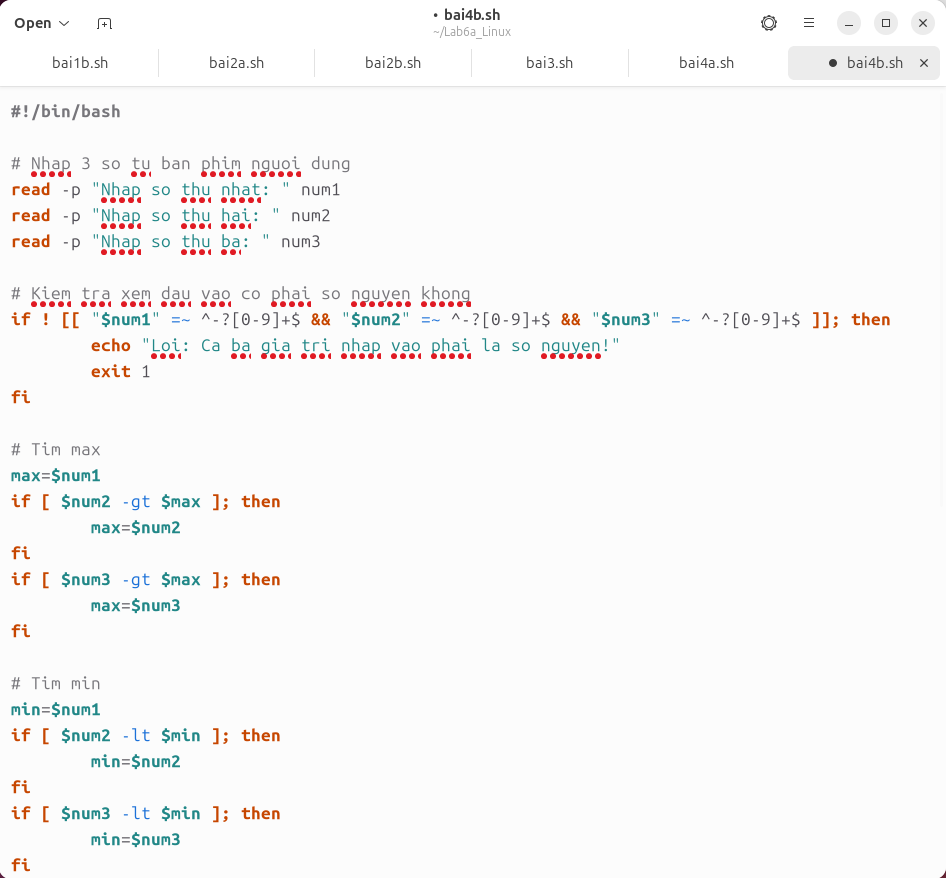 Open
• bai4b.sh
~/Lab6a_Linux
bai1b.sh
bai2a.sh
bai2b.sh
bai3.sh
bai4a.sh
● bai4b.sh
#!/bin/bash

# Nhap 3 so tu ban phim nguoi dung
read -p "Nhap so thu nhat: " num1
read -p "Nhap so thu hai: " num2
read -p "Nhap so thu ba: " num3

# Kiem tra xem dau vao co phai so nguyen khong
if ! [[ "$num1" =~ ^-?[0-9]+$ && "$num2" =~ ^-?[0-9]+$ && "$num3" =~ ^-?[0-9]+$ ]]; then
        echo "Loi: Ca ba gia tri nhap vao phai la so nguyen!"
        exit 1
fi

# Tim max
max=$num1
if [ $num2 -gt $max ]; then
        max=$num2
fi
if [ $num3 -gt $max ]; then
        max=$num3
fi

# Tim min
min=$num1
if [ $num2 -lt $min ]; then
        min=$num2
fi
if [ $num3 -lt $min ]; then
        min=$num3
fi